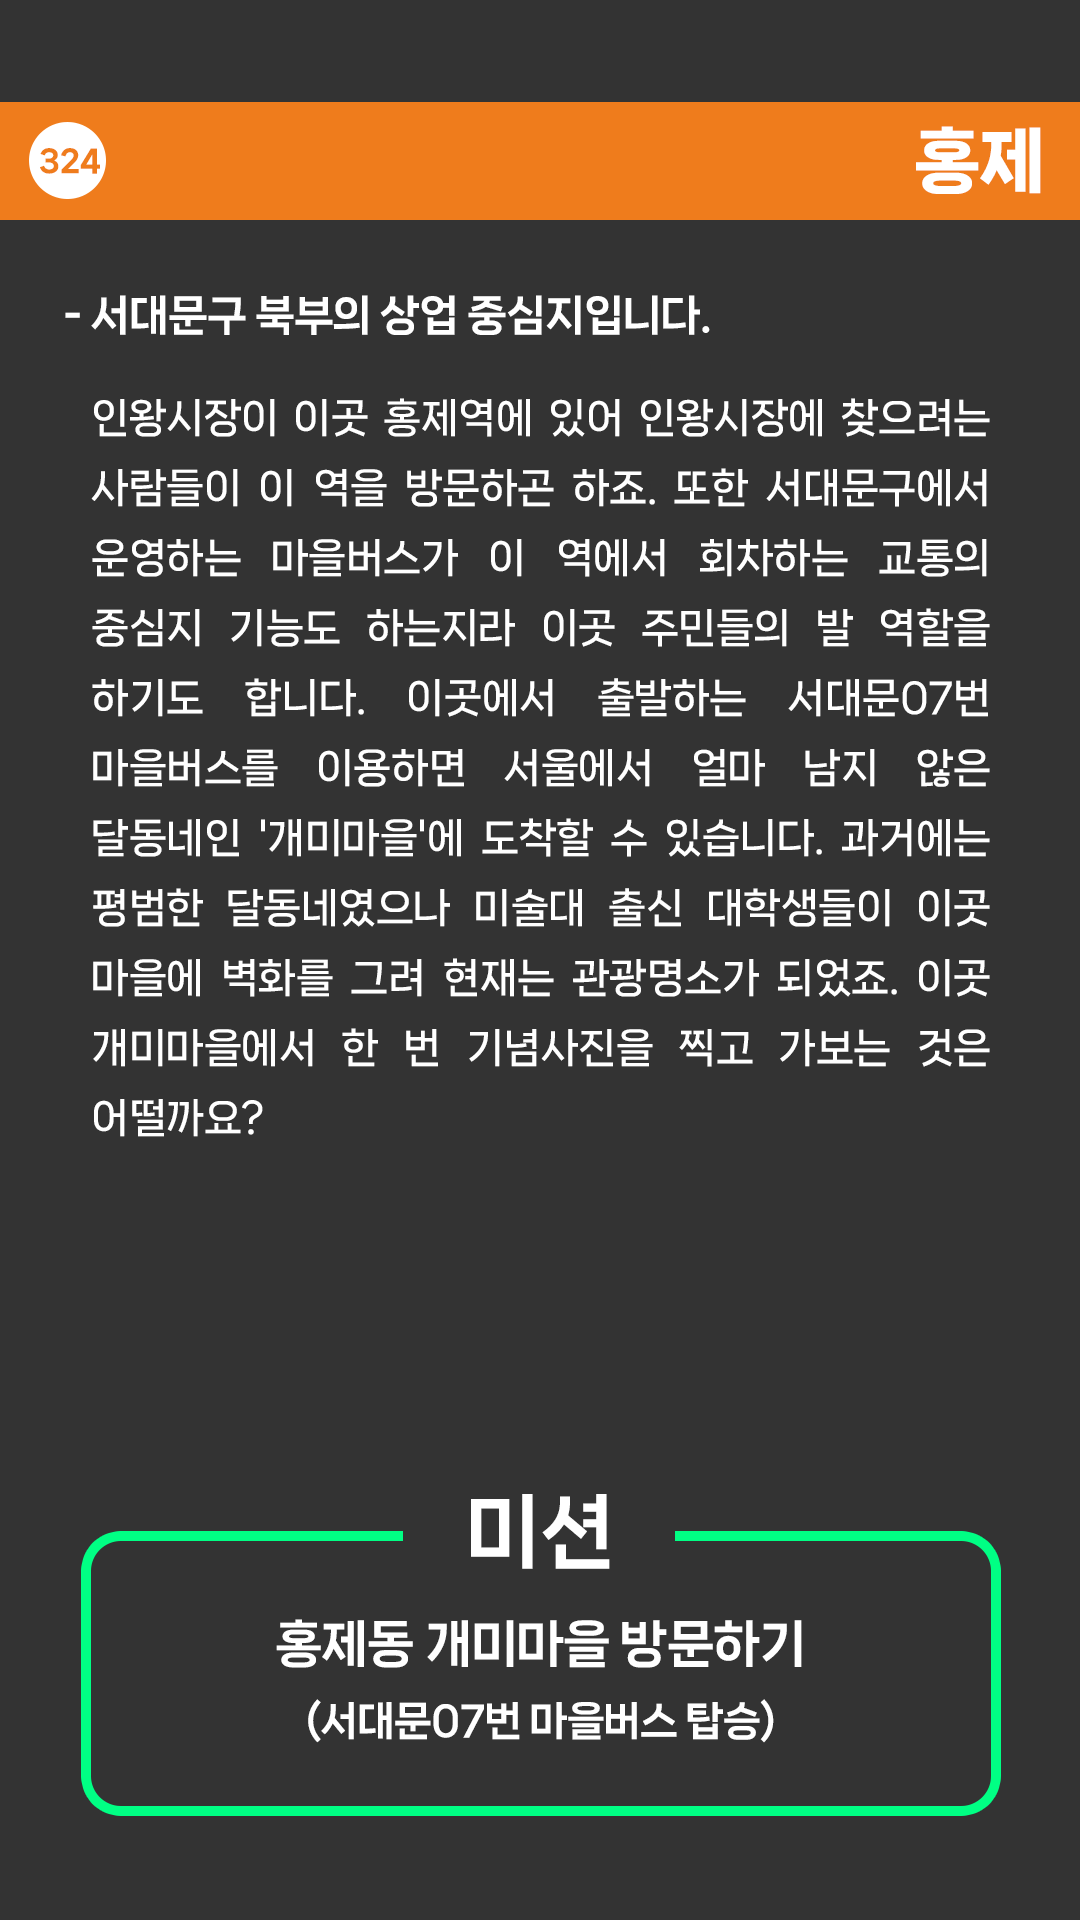 324
홍제
- 서대문구 북부의 상업 중심지입니다.
인왕시장이 이곳 홍제역에 있어 인왕시장에 찾으려는
사람들이 이 역을 방문하곤 하죠. 또한 서대문구에서
운영하는 마을버스가 이 역에서 회차하는 교통의
중심지 기능도 하는지라 이곳 주민들의 발 역할을
하기도 합니다. 이곳에서 출발하는 서대문07번
마을버스를 이용하면 서울에서 얼마 남지 않은
달동네인 '개미마을'에 도착할 수 있습니다. 과거에는
평범한 달동네였으나 미술대 출신 대학생들이 이곳
마을에 벽화를 그려 현재는 관광명소가 되었죠. 이곳
개미마을에서 한 번 기념사진을 찍고 가보는 것은
어떨까요?
미션
홍제동 개미마을 방문하기
(서대문07번 마을버스 탑승)